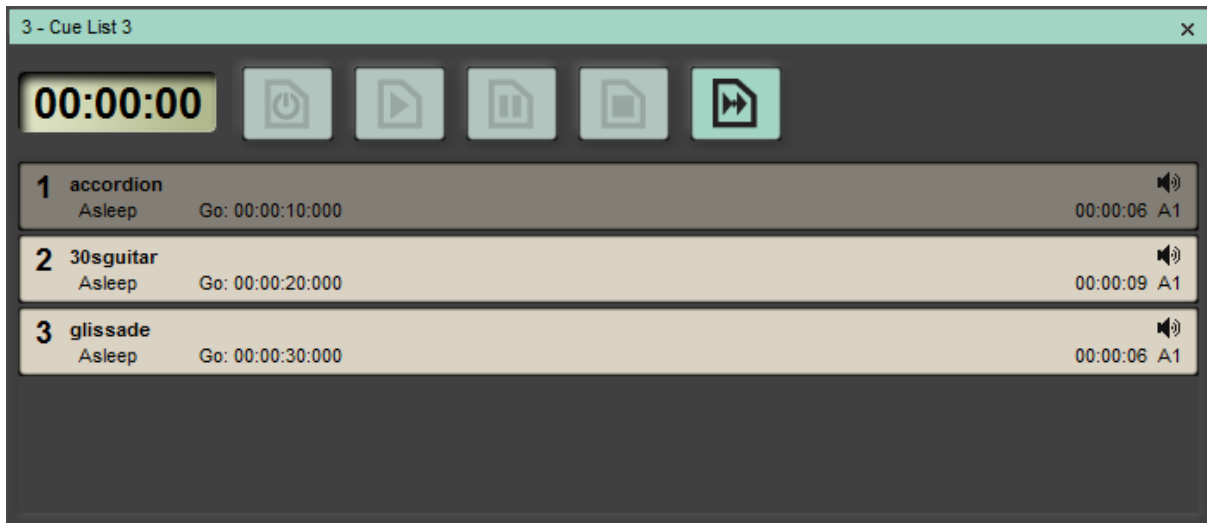 3 - Cue List 3
00:00:00
1 accordion
Asleep Go: 00:00:10:000 00:00:06 A1
2 30sguitar
Asleep Go: 00:00:20:000 00:00:09 A1
3 glissade
Asleep Go: 00:00:30:000 00:00:06 A1